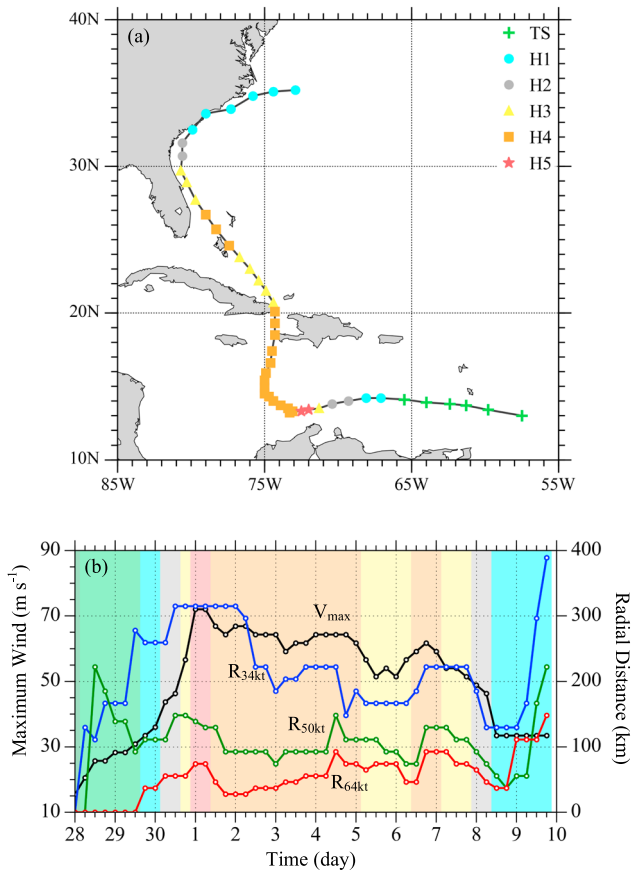 (a)
TS
H1
H2
H3
H4
H5
40N
30N
20N
10N
85W 75W 65W 55W
(b)
90
70
50
30
10
Maximum Wind (m s⁻¹)
400
300
200
100
0
Radial Distance (km)
Vmax
R34kt
R50kt
R64kt
28 29 30 1 2 3 4 5 6 7 8 9 10
Time (day)